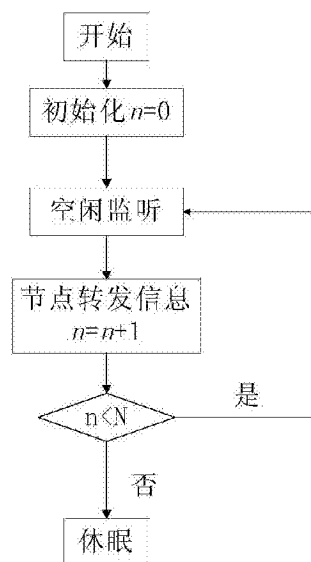 开始
初始化n=0
空闲监听
节点转发信息
n=n+1
n<N
是
否
休眠